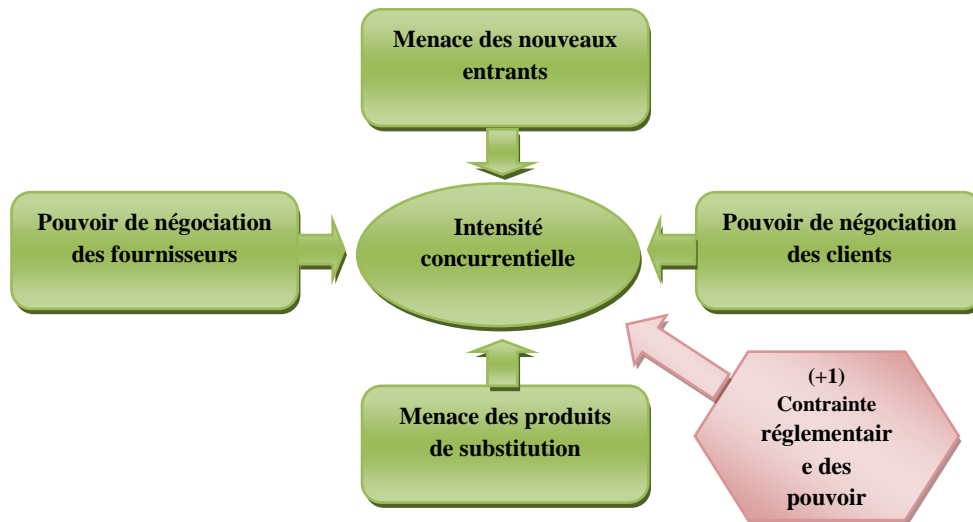 Menace des nouveaux
entrants
Pouvoir de négociation
des fournisseurs
Intensité
concurrentielle
Pouvoir de négociation
des clients
Menace des produits
de substitution
(+1)
Contrainte
réglementair
e des
pouvoir